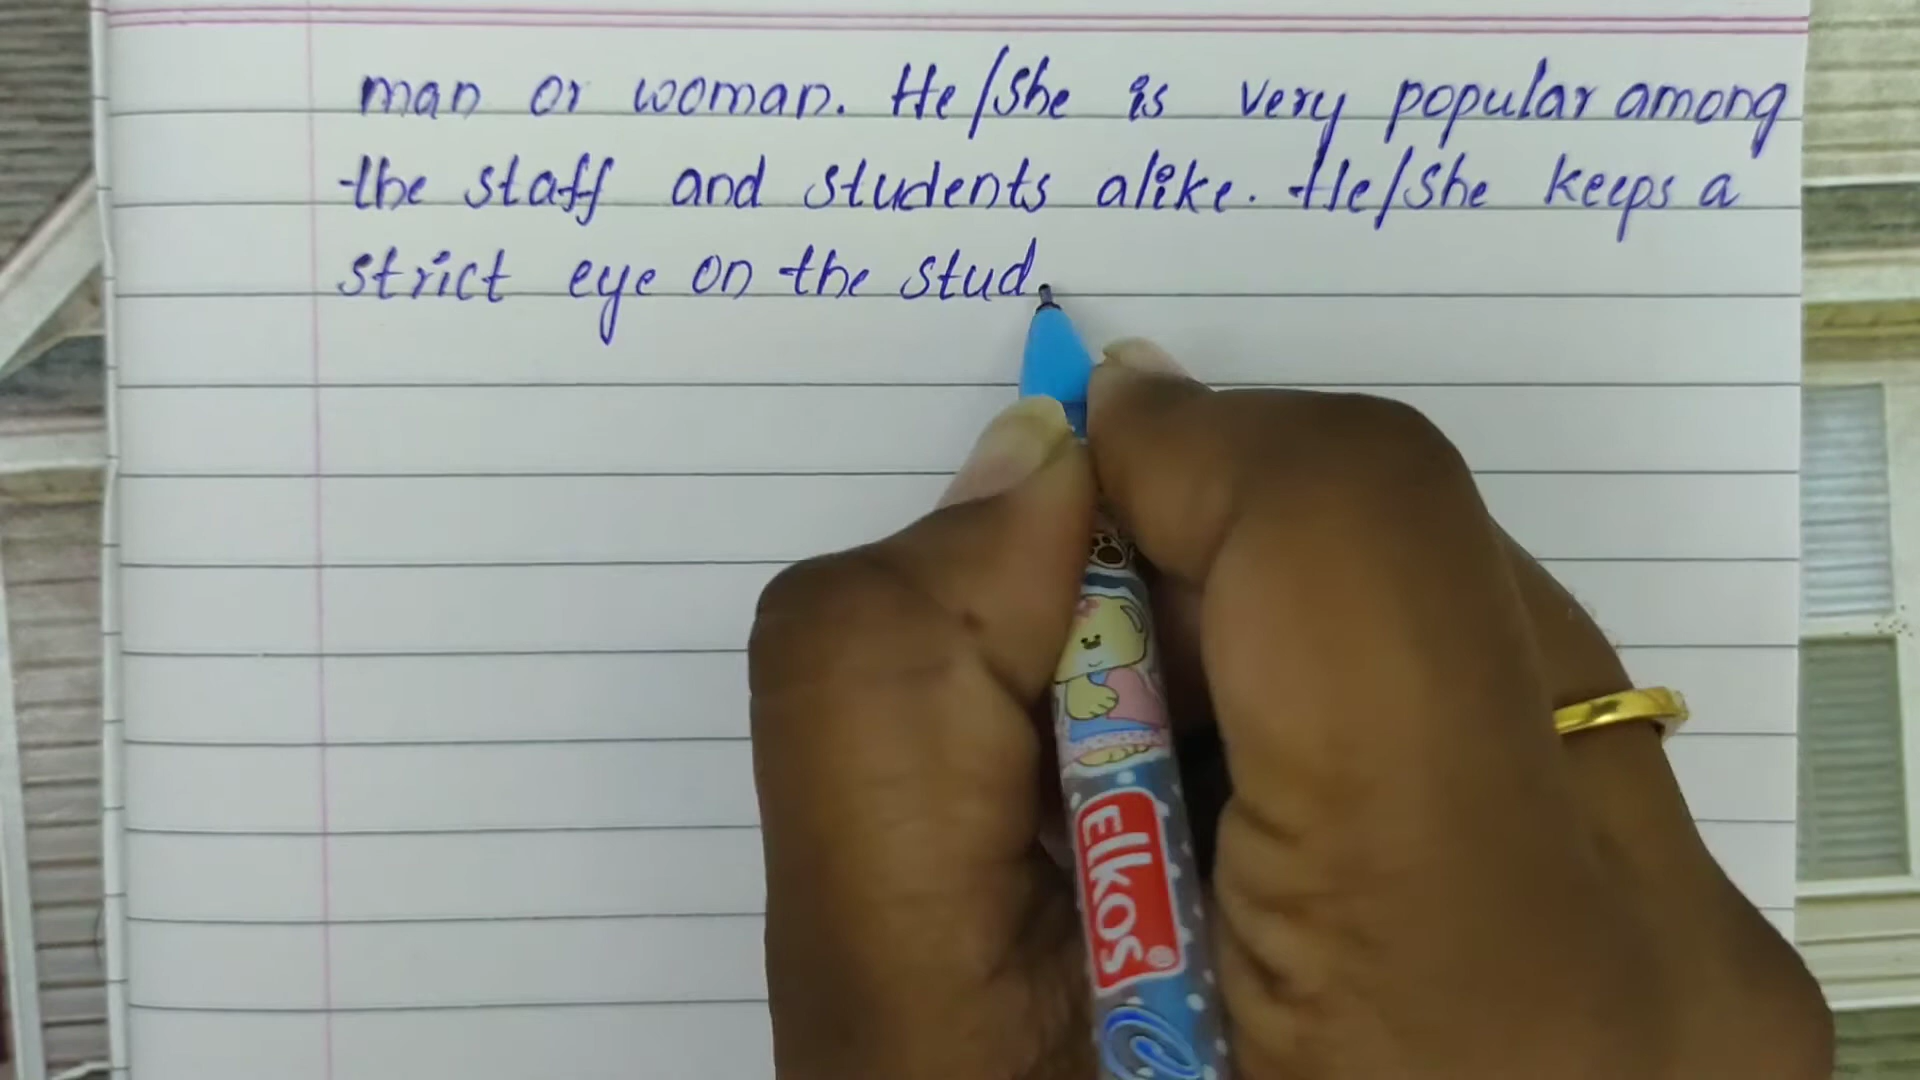 man or woman. He/She is very popular among
the staff and students alike. He/She keeps a
strict eye on the stud
Elkos®